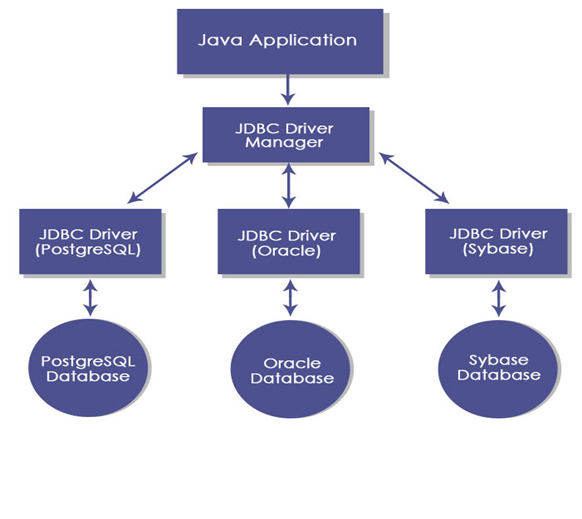 Java Application
JDBC Driver
Manager
JDBC Driver
(PostgreSQL)
JDBC Driver
(Oracle)
JDBC Driver
(Sybase)
PostgreSQL
Database
Oracle
Database
Sybase
Database